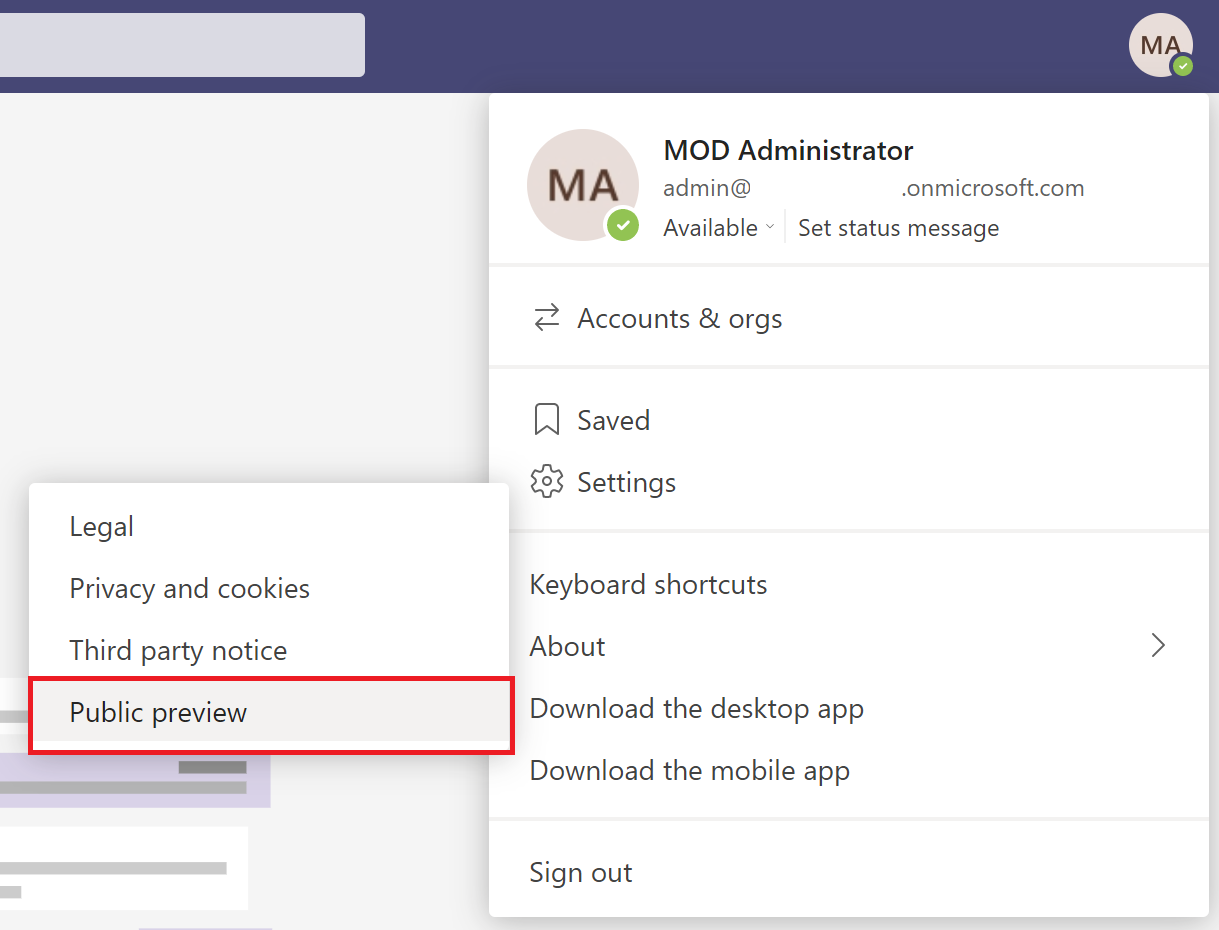 MA
MA
MOD Administrator
admin@ .onmicrosoft.com
Available Set status message
Accounts & orgs
Saved
Settings
Legal
Privacy and cookies
Third party notice
Public preview
Keyboard shortcuts
About
Download the desktop app
Download the mobile app
Sign out